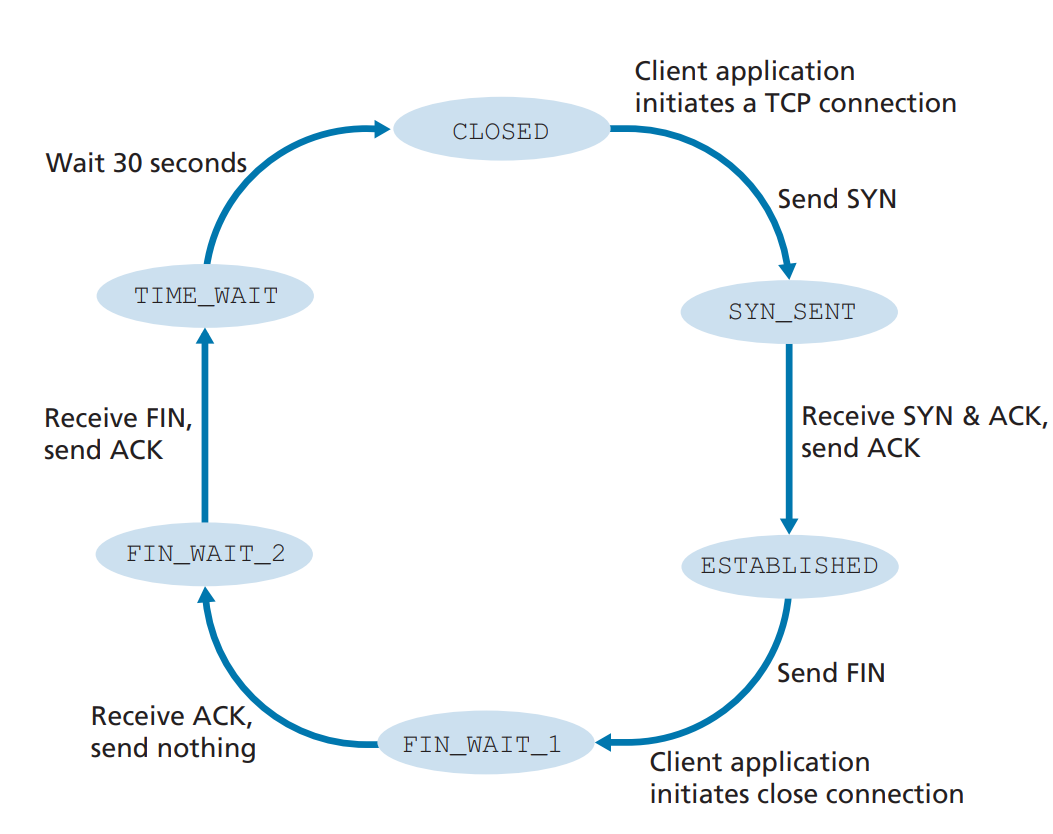 Client application
initiates a TCP connection
CLOSED
Wait 30 seconds
Send SYN
TIME_WAIT
SYN_SENT
Receive FIN,
send ACK
Receive SYN & ACK,
send ACK
FIN_WAIT_2
ESTABLISHED
Send FIN
Receive ACK,
send nothing
FIN_WAIT_1
Client application
initiates close connection